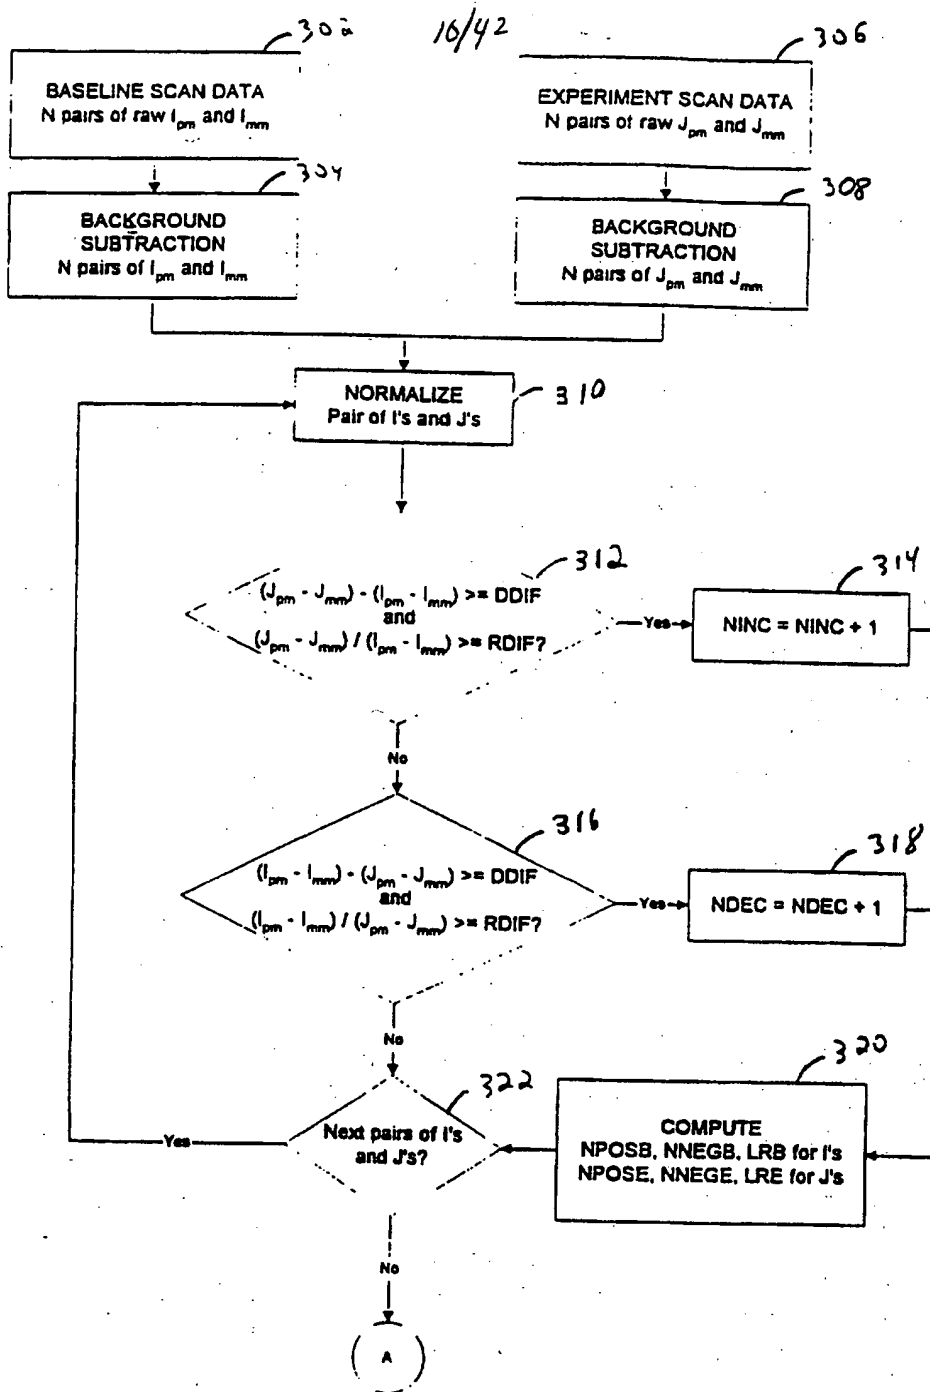 302
10/42
306
BASELINE SCAN DATA
N pairs of raw Ipm and Imm
EXPERIMENT SCAN DATA
N pairs of raw Jpm and Jmm
304
308
BACKGROUND
SUBTRACTION
N pairs of Ipm and Imm
BACKGROUND
SUBTRACTION
N pairs of Jpm and Jmm
310
NORMALIZE
Pair of I's and J's
312
314
(Jpm - Jmm) - (Ipm - Imm) >= DDIF
and
(Jpm - Jmm) / (Ipm - Imm) >= RDIF?
Yes
NINC = NINC + 1
No
316
318
(Ipm - Imm) - (Jpm - Jmm) >= DDIF
and
(Ipm - Imm) / (Jpm - Jmm) >= RDIF?
Yes
NDEC = NDEC + 1
No
322
320
Yes
Next pairs of I's
and J's?
COMPUTE
NPOSB, NNEGB, LRB for I's
NPOSE, NNEGE, LRE for J's
No
A